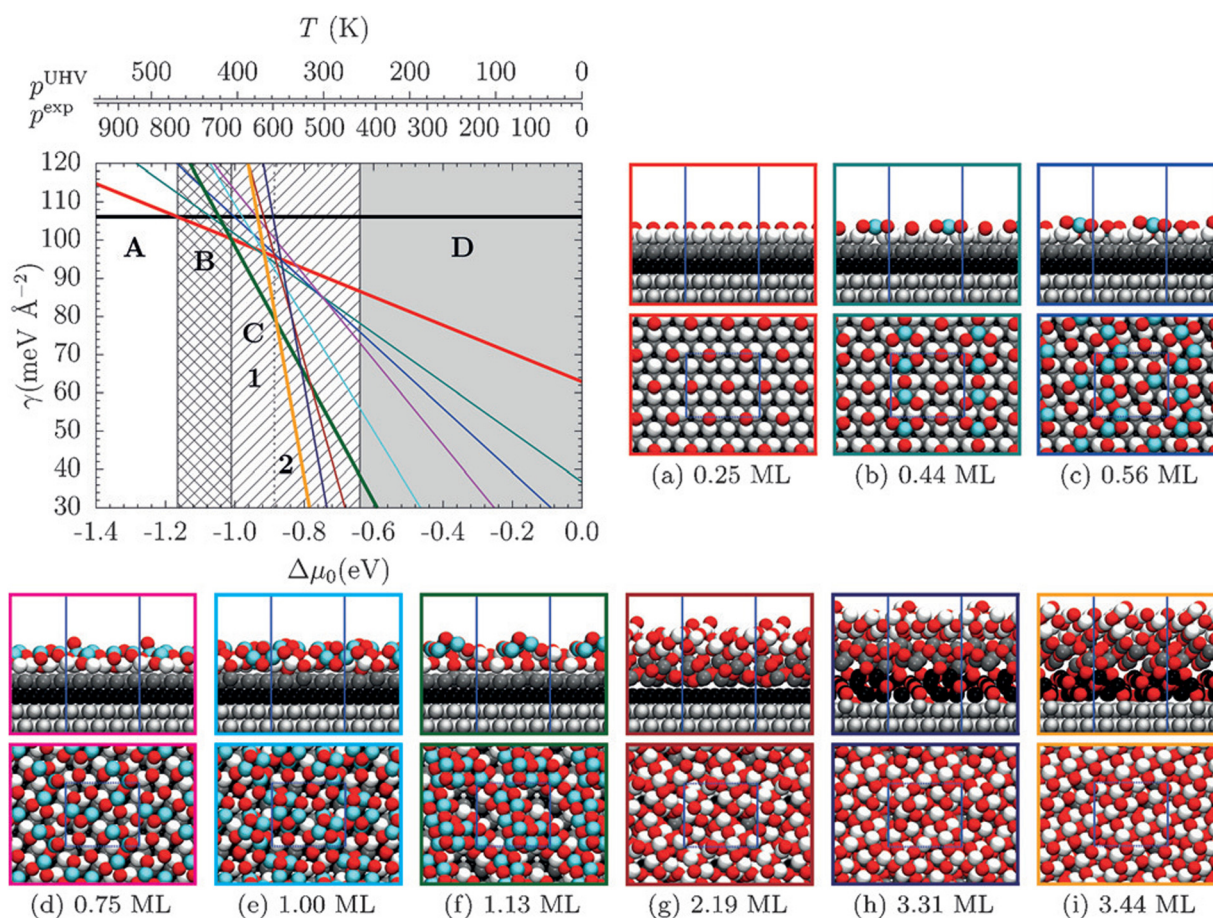 T (K)
pᵁᴴⱽ 500 400 300 200 100 0
pᵉˣᵖ 900 800 700 600 500 400 300 200 100 0
γ(meV Å⁻²)
120
110
100
90
80
70
60
50
40
30
A
B
C
D
1
2
-1.4 -1.2 -1.0 -0.8 -0.6 -0.4 -0.2 0.0
Δμ₀(eV)
(a) 0.25 ML
(b) 0.44 ML
(c) 0.56 ML
(d) 0.75 ML
(e) 1.00 ML
(f) 1.13 ML
(g) 2.19 ML
(h) 3.31 ML
(i) 3.44 ML